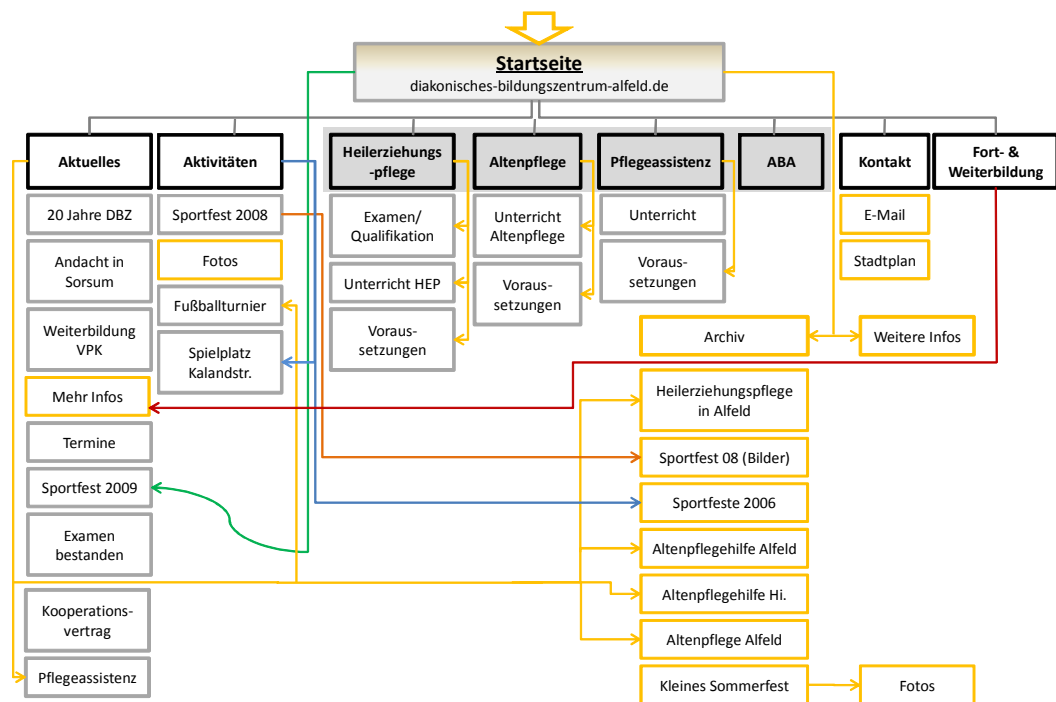 Startseite
diakonisches-bildungszentrum-alfeld.de
Aktuelles
Aktivitäten
Heilerziehungs
-pflege
Altenpflege
Pflegeassistenz
ABA
Kontakt
Fort- &
Weiterbildung
20 Jahre DBZ
Andacht in
Sorsum
Weiterbildung
VPK
Mehr Infos
Termine
Sportfest 2009
Examen
bestanden
Kooperations-
vertrag
Pflegeassistenz
Sportfest 2008
Fotos
Fußballturnier
Spielplatz
Kalandstr.
Examen/
Qualifikation
Unterricht HEP
Voraus-
setzungen
Unterricht
Altenpflege
Voraus-
setzungen
Unterricht
Voraus-
setzungen
E-Mail
Stadtplan
Archiv
Weitere Infos
Heilerziehungspflege
in Alfeld
Sportfest 08 (Bilder)
Sportfeste 2006
Altenpflegehilfe Alfeld
Altenpflegehilfe Hi.
Altenpflege Alfeld
Kleines Sommerfest
Fotos